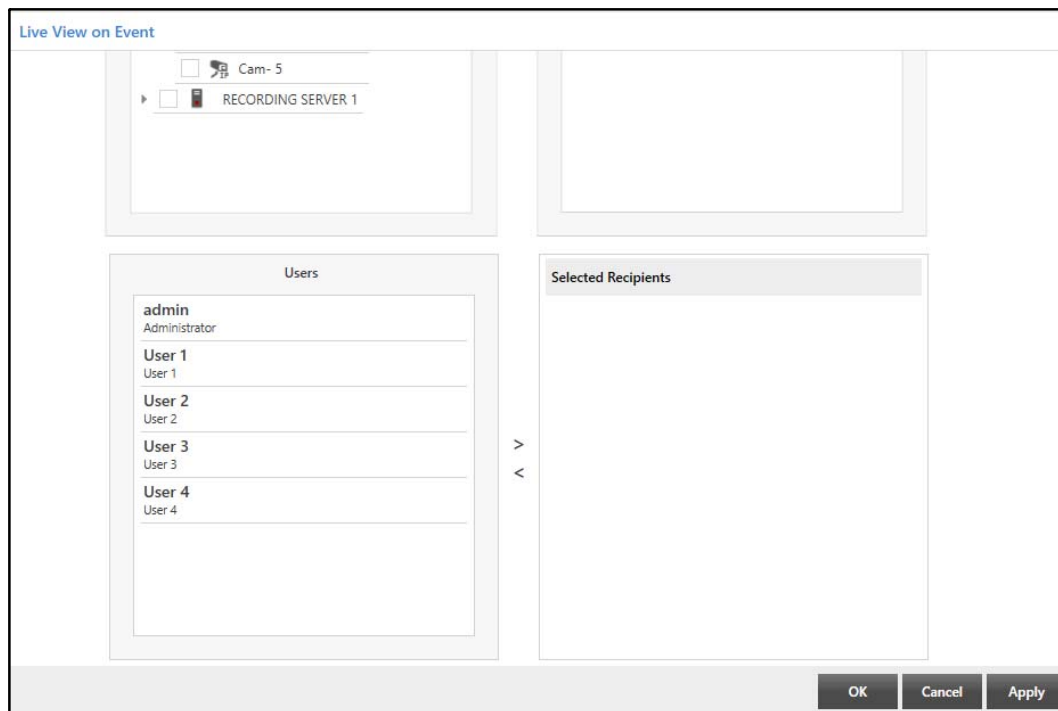 Live View on Event
Cam- 5
RECORDING SERVER 1
Users
admin
Administrator
User 1
User 1
User 2
User 2
User 3
User 3
User 4
User 4
>
<
Selected Recipients
OK
Cancel
Apply